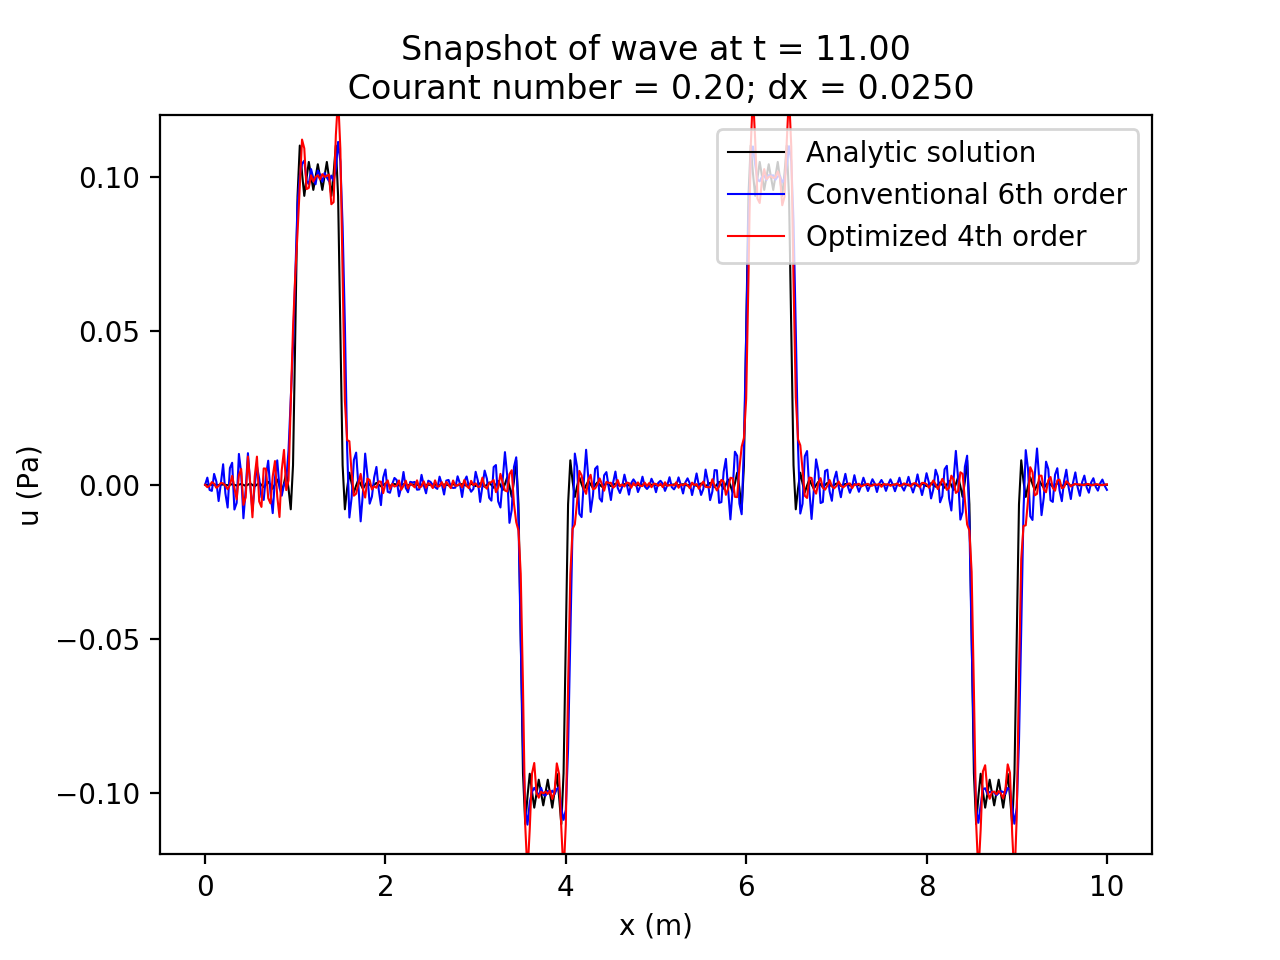 Snapshot of wave at t = 11.00
Courant number = 0.20; dx = 0.0250
Analytic solution
Conventional 6th order
Optimized 4th order
0.10
0.05
0.00
−0.05
−0.10
u (Pa)
0 2 4 6 8 10
x (m)